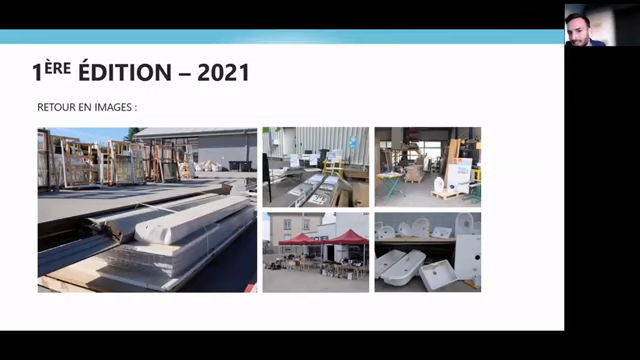 1ÈRE ÉDITION – 2021
RETOUR EN IMAGES :